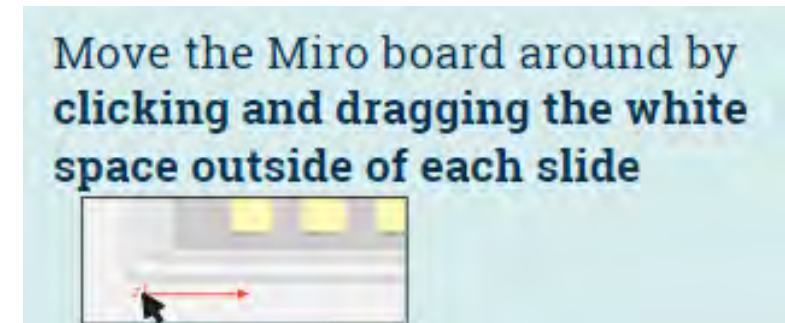 Move the Miro board around by
clicking and dragging the white
space outside of each slide